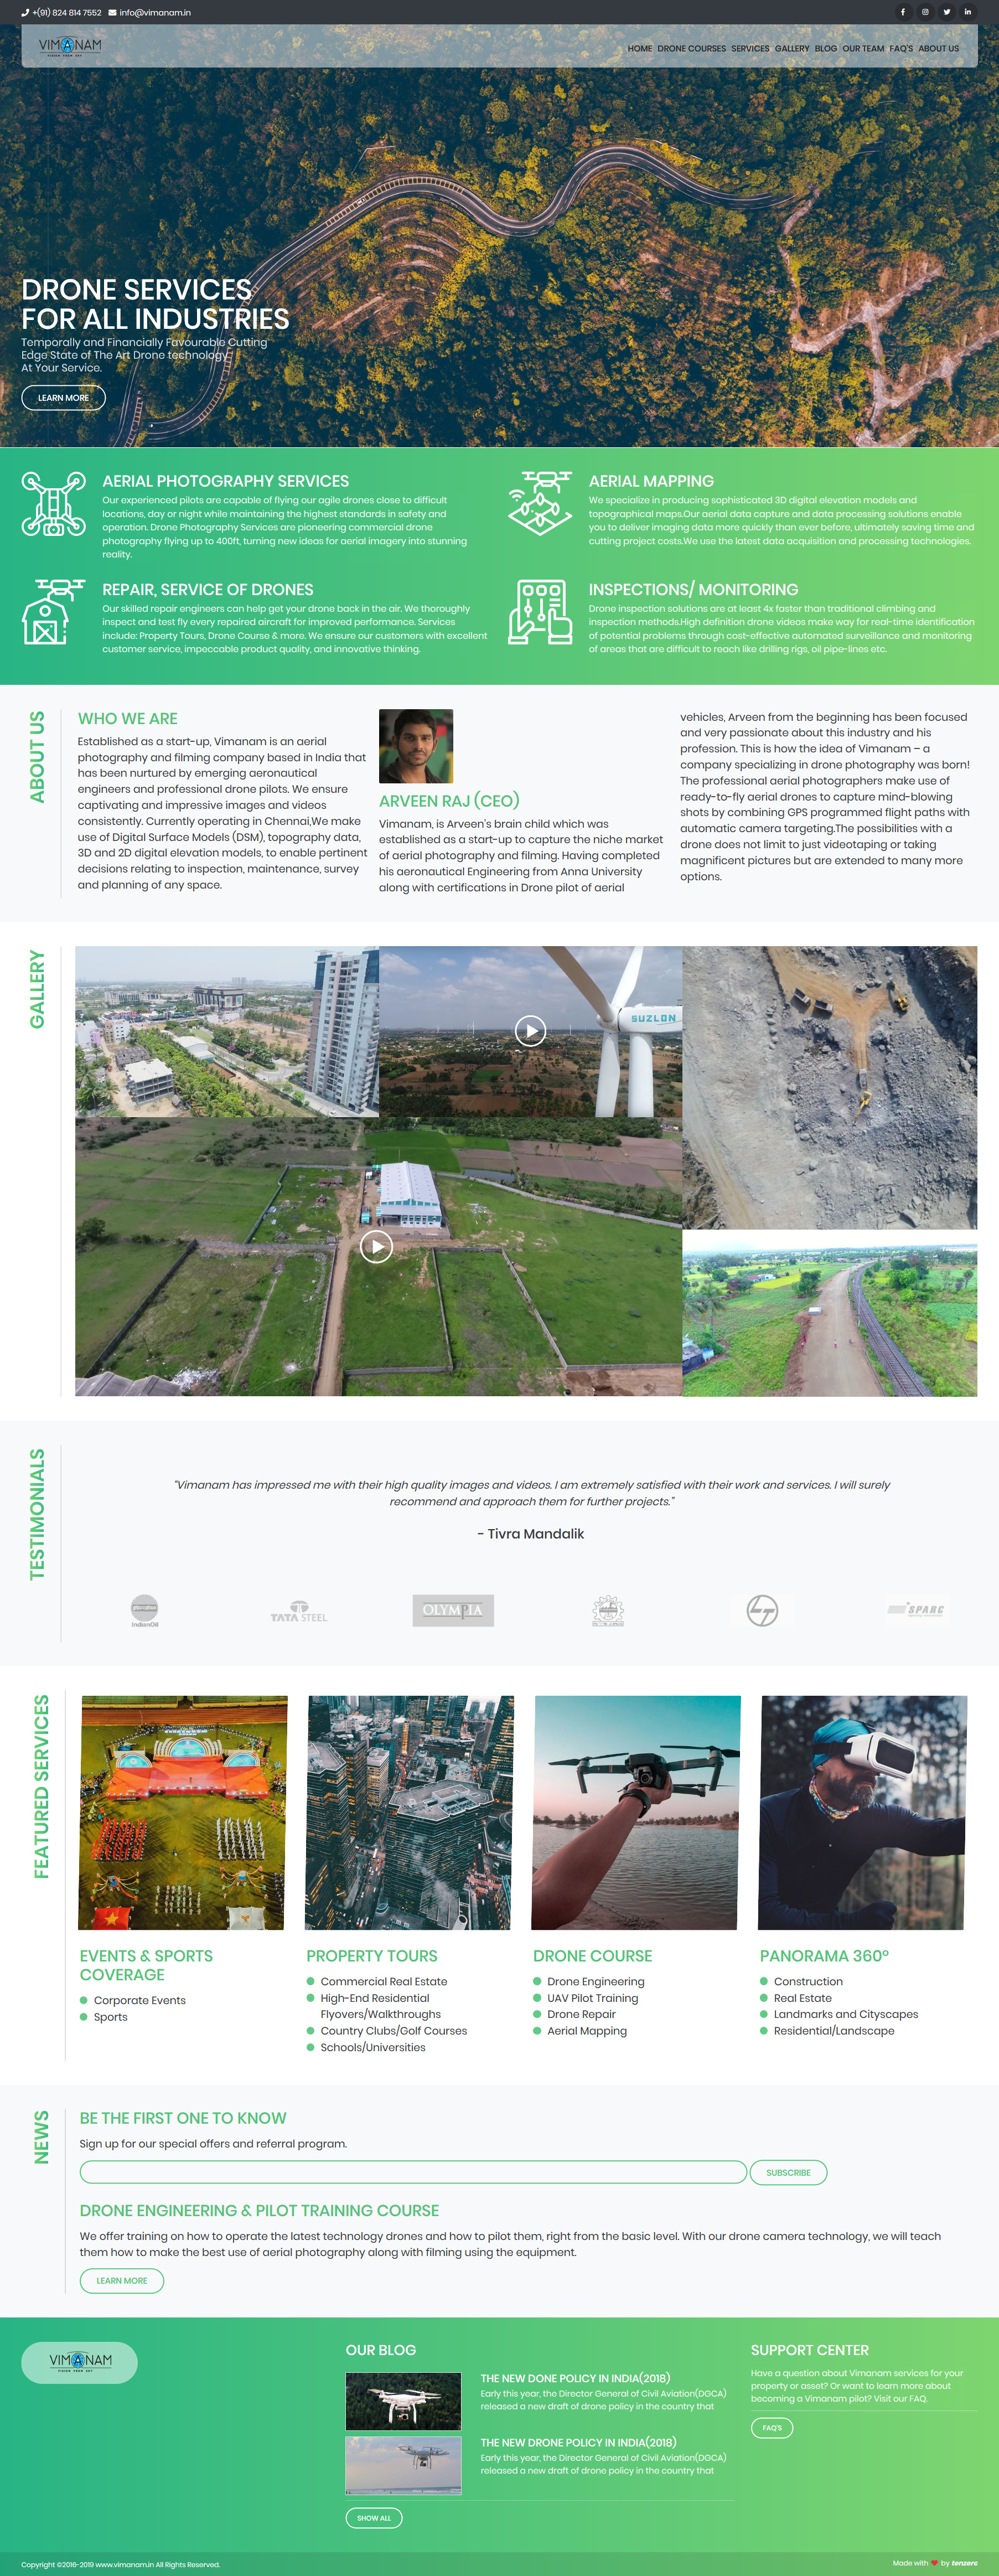 +(91) 824 814 7552 info@vimanam.in
VIMANAM
VISION FROM SKY
HOME DRONE COURSES SERVICES GALLERY BLOG OUR TEAM FAQ'S ABOUT US
DRONE SERVICES
FOR ALL INDUSTRIES
Temporally and Financially Favourable Cutting
Edge State of The Art Drone technology
At Your Service.
LEARN MORE
AERIAL PHOTOGRAPHY SERVICES
Our experienced pilots are capable of flying our agile drones close to difficult
locations, day or night while maintaining the highest standards in safety and
operation. Drone Photography Services are pioneering commercial drone
photography flying up to 400ft, turning new ideas for aerial imagery into stunning
reality.
AERIAL MAPPING
We specialize in producing sophisticated 3D digital elevation models and
topographical maps.Our aerial data capture and data processing solutions enable
you to deliver imaging data more quickly than ever before, ultimately saving time and
cutting project costs.We use the latest data acquisition and processing technologies.
REPAIR, SERVICE OF DRONES
Our skilled repair engineers can help get your drone back in the air. We thoroughly
inspect and test fly every repaired aircraft for improved performance. Services
include: Property Tours, Drone Course & more. We ensure our customers with excellent
customer service, impeccable product quality, and innovative thinking.
INSPECTIONS/ MONITORING
Drone inspection solutions are at least 4x faster than traditional climbing and
inspection methods.High definition drone videos make way for real-time identification
of potential problems through cost-effective automated surveillance and monitoring
of areas that are difficult to reach like drilling rigs, oil pipe-lines etc.
ABOUT US
WHO WE ARE
Established as a start-up, Vimanam is an aerial
photography and filming company based in India that
has been nurtured by emerging aeronautical
engineers and professional drone pilots. We ensure
captivating and impressive images and videos
consistently. Currently operating in Chennai,We make
use of Digital Surface Models (DSM), topography data,
3D and 2D digital elevation models, to enable pertinent
decisions relating to inspection, maintenance, survey
and planning of any space.
ARVEEN RAJ (CEO)
Vimanam, is Arveen's brain child which was
established as a start-up to capture the niche market
of aerial photography and filming. Having completed
his aeronautical Engineering from Anna University
along with certifications in Drone pilot of aerial
vehicles, Arveen from the beginning has been focused
and very passionate about this industry and his
profession. This is how the idea of Vimanam – a
company specializing in drone photography was born!
The professional aerial photographers make use of
ready-to-fly aerial drones to capture mind-blowing
shots by combining GPS programmed flight paths with
automatic camera targeting.The possibilities with a
drone does not limit to just videotaping or taking
magnificent pictures but are extended to many more
options.
GALLERY
SUZLON
TESTIMONIALS
"Vimanam has impressed me with their high quality images and videos. I am extremely satisfied with their work and services. I will surely
recommend and approach them for further projects."
- Tivra Mandalik
IndianOil
TATA STEEL
OLYMPIA
SPARC
FEATURED SERVICES
EVENTS & SPORTS
COVERAGE
Corporate Events
Sports
PROPERTY TOURS
Commercial Real Estate
High-End Residential
Flyovers/Walkthroughs
Country Clubs/Golf Courses
Schools/Universities
DRONE COURSE
Drone Engineering
UAV Pilot Training
Drone Repair
Aerial Mapping
PANORAMA 360°
Construction
Real Estate
Landmarks and Cityscapes
Residential/Landscape
NEWS
BE THE FIRST ONE TO KNOW
Sign up for our special offers and referral program.
SUBSCRIBE
DRONE ENGINEERING & PILOT TRAINING COURSE
We offer training on how to operate the latest technology drones and how to pilot them, right from the basic level. With our drone camera technology, we will teach
them how to make the best use of aerial photography along with filming using the equipment.
LEARN MORE
VIMANAM
VISION FROM SKY
OUR BLOG
THE NEW DONE POLICY IN INDIA(2018)
Early this year, the Director General of Civil Aviation(DGCA)
released a new draft of drone policy in the country that
THE NEW DRONE POLICY IN INDIA(2018)
Early this year, the Director General of Civil Aviation(DGCA)
released a new draft of drone policy in the country that
SHOW ALL
SUPPORT CENTER
Have a question about Vimanam services for your
property or asset? Or want to learn more about
becoming a Vimanam pilot? Visit our FAQ.
FAQ'S
Copyright ©2016-2019 www.vimanam.in All Rights Reserved.
Made with ❤ by tenzerc